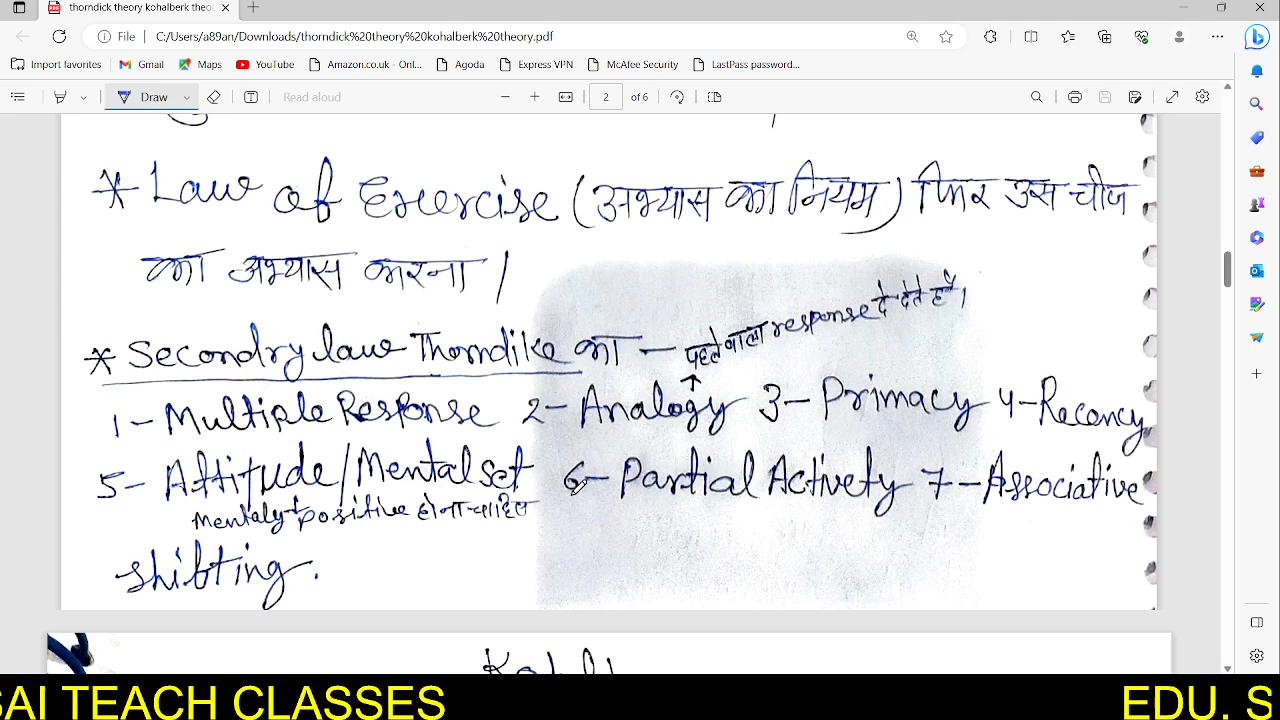 thorndick theory kohalberk theo
File C:/Users/a89an/Downloads/thorndick%20theory%20kohalberk%20theory.pdf
Import favorites Gmail Maps YouTube Amazon.co.uk - Onl... Agoda Express VPN McAfee Security LastPass password...
Draw Read aloud 2 of 6
* Law of Exercise (अभ्यास का नियम) फिर उस चीज
का अभ्यास करना |
पहले वाला response दे देते हैं।
* Secondry law Thorndike का —
1- Multiple Response 2- Analogy 3- Primacy 4- Recency
5- Attitude/Mental set 6- Partial Activety 7- Associative
Mentaly + positive होना चाहिए
shibting.
SAI TEACH CLASSES EDU. S